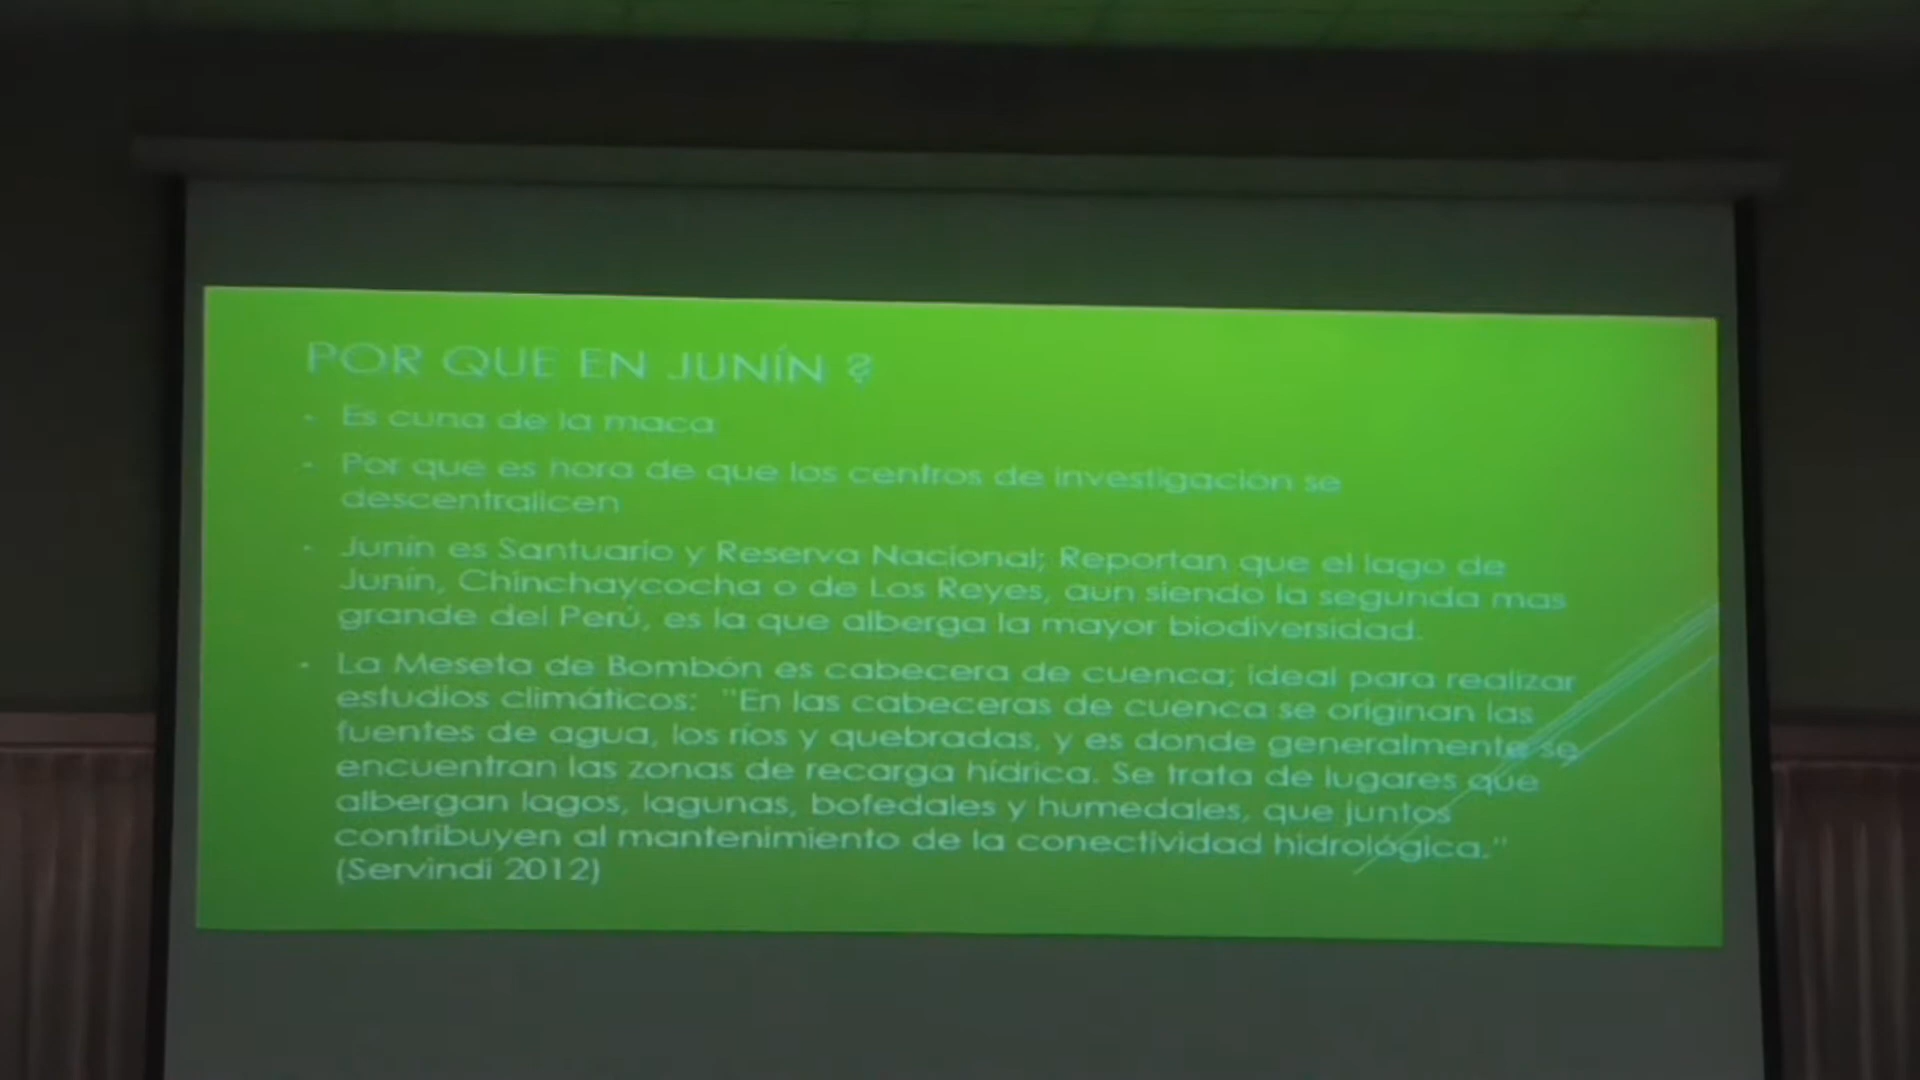 POR QUE EN JUNÍN ?
- Es cuna de la maca
- Por que es hora de que los centros de investigación se
descentralicen
- Junín es Santuario y Reserva Nacional; Reportan que el lago de
Junín, Chinchaycocha o de Los Reyes, aun siendo la segunda mas
grande del Perú, es la que alberga la mayor biodiversidad.
- La Meseta de Bombón es cabecera de cuenca; ideal para realizar
estudios climáticos: "En las cabeceras de cuenca se originan las
fuentes de agua, los ríos y quebradas, y es donde generalmente se
encuentran las zonas de recarga hídrica. Se trata de lugares que
albergan lagos, lagunas, bofedales y humedales, que juntos
contribuyen al mantenimiento de la conectividad hidrológica."
(Servindi 2012)